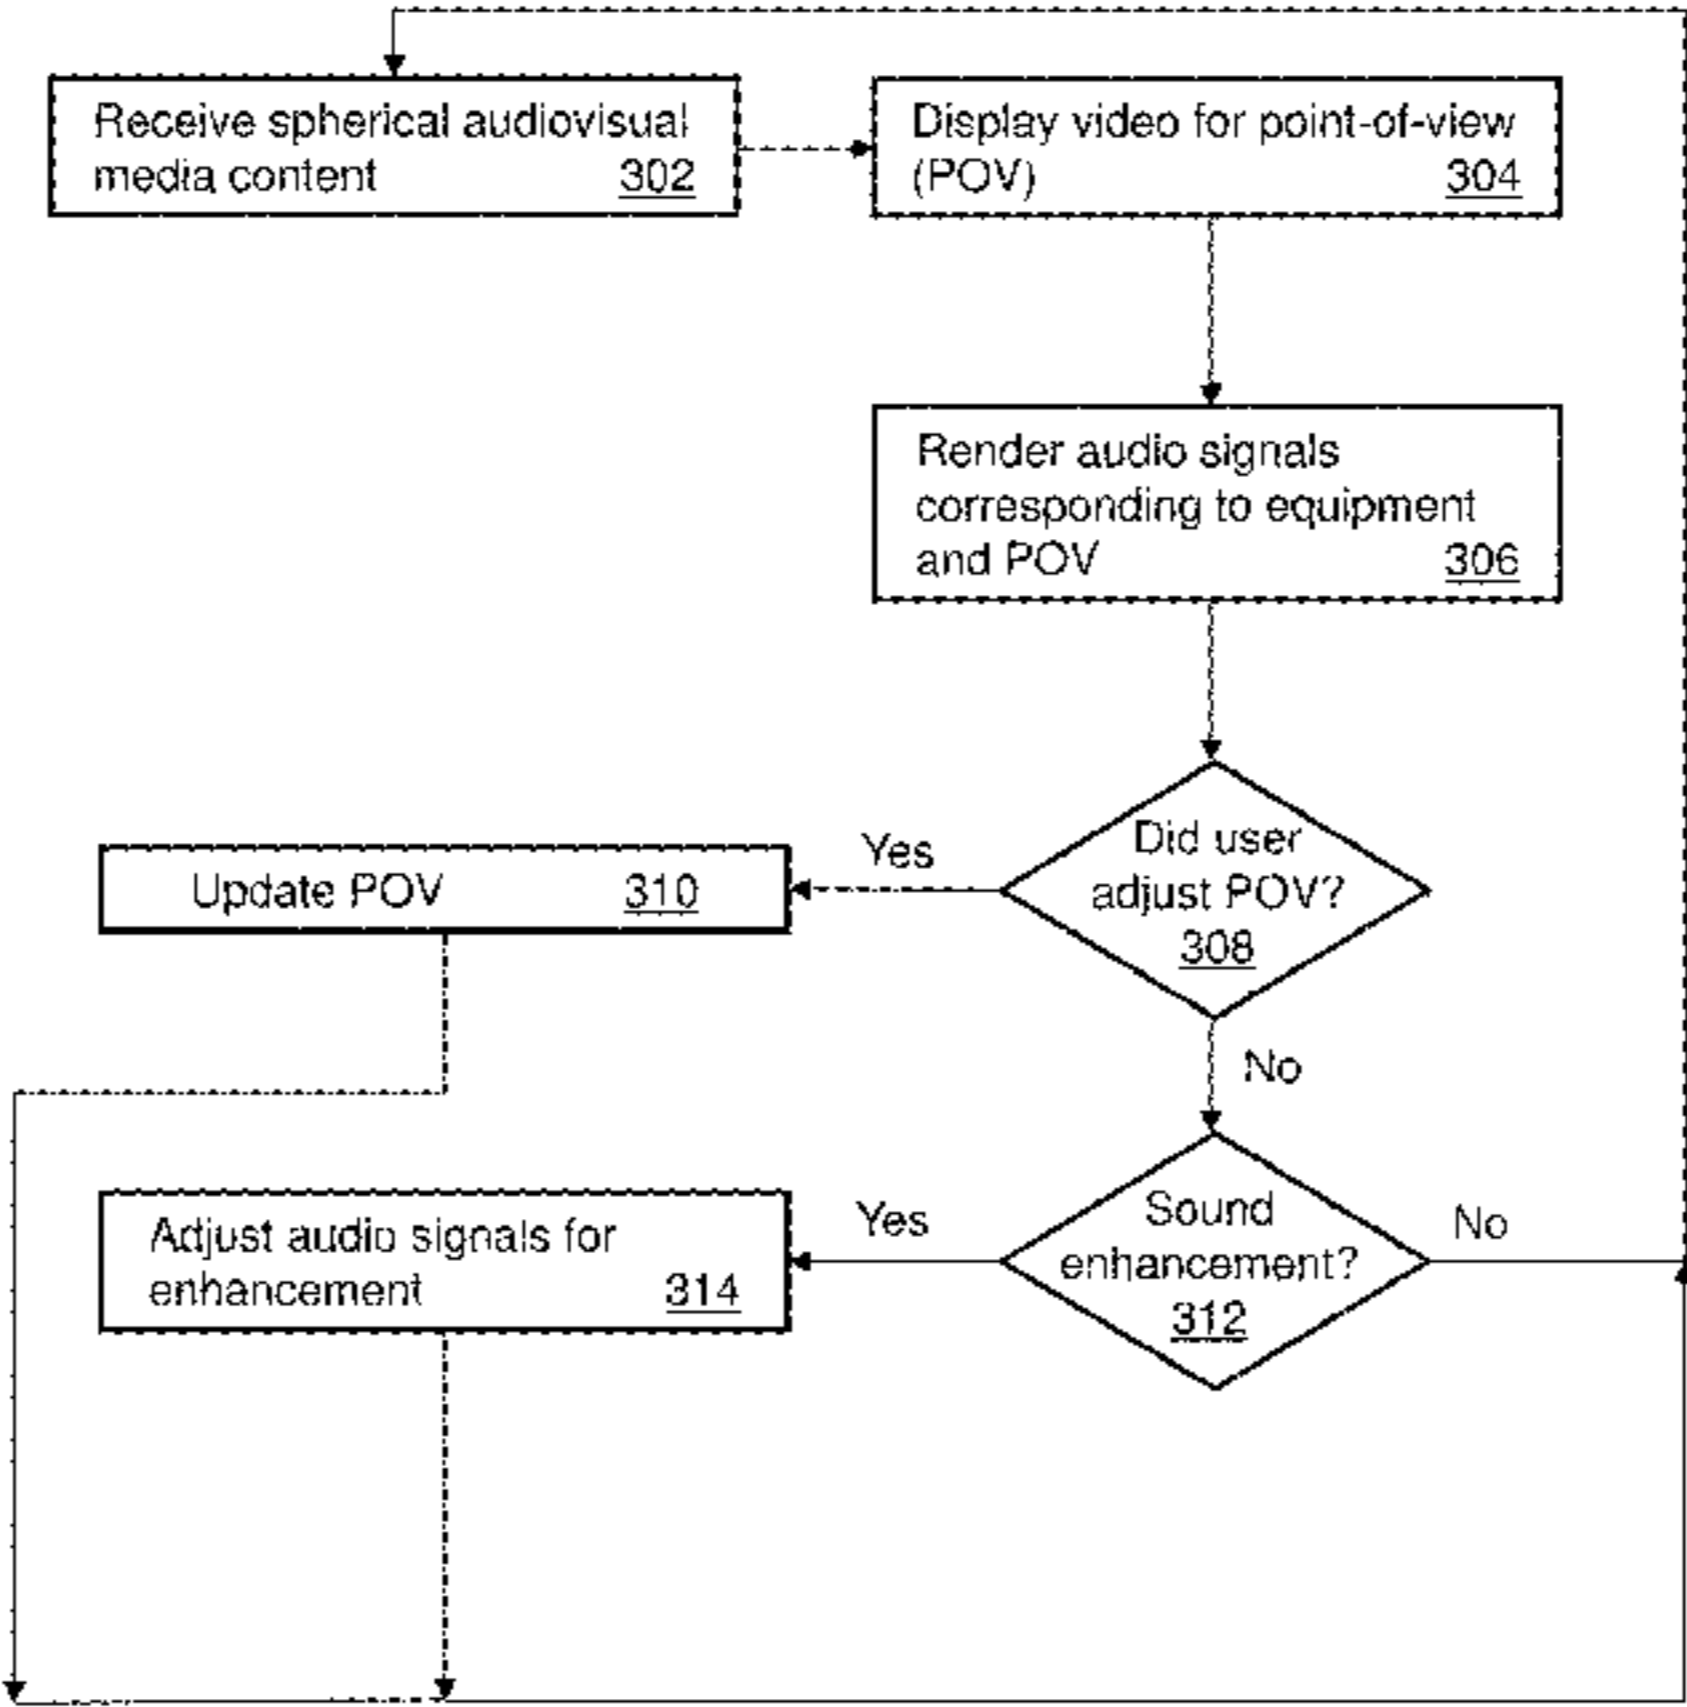 Receive spherical audiovisual
media content 302
Display video for point-of-view
(POV) 304
Render audio signals
corresponding to equipment
and POV 306
Did user
adjust POV?
308
Yes
Update POV 310
No
Sound
enhancement?
312
Yes
No
Adjust audio signals for
enhancement 314